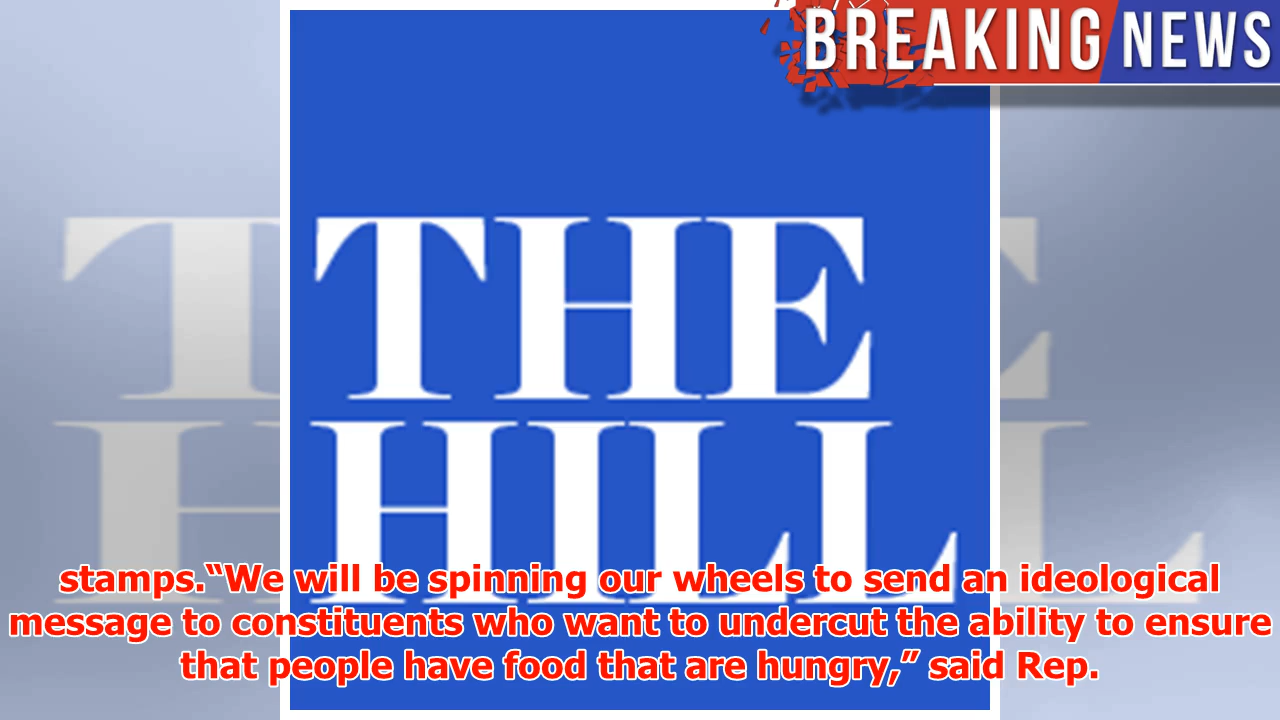 BREAKING NEWS
THE
HILL
stamps.“We will be spinning our wheels to send an ideological
message to constituents who want to undercut the ability to ensure
that people have food that are hungry,” said Rep.